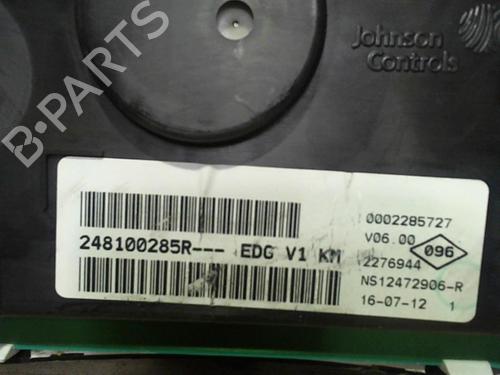 Johnson
Controls
B-PARTS
0002285727
V06.00
096
248100285R--- EDG V1 KM
2276944
NS12472906-R
16-07-12 1